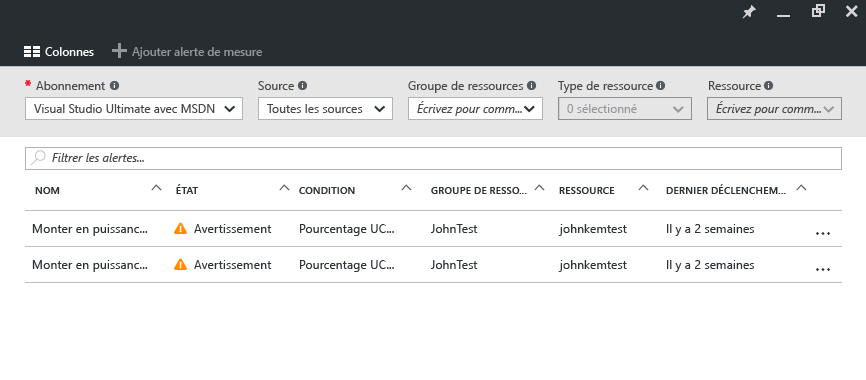 Colonnes Ajouter alerte de mesure
* Abonnement Source Groupe de ressources Type de ressource Ressource
Visual Studio Ultimate avec MSDN Toutes les sources Écrivez pour comm... 0 sélectionné Écrivez pour comm...
Filtrer les alertes...
NOM ÉTAT CONDITION GROUPE DE RESSO... RESSOURCE DERNIER DÉCLENCHEM...
Monter en puissanc... Avertissement Pourcentage UC... JohnTest johnkemtest Il y a 2 semaines ...
Monter en puissanc... Avertissement Pourcentage UC... JohnTest johnkemtest Il y a 2 semaines ...